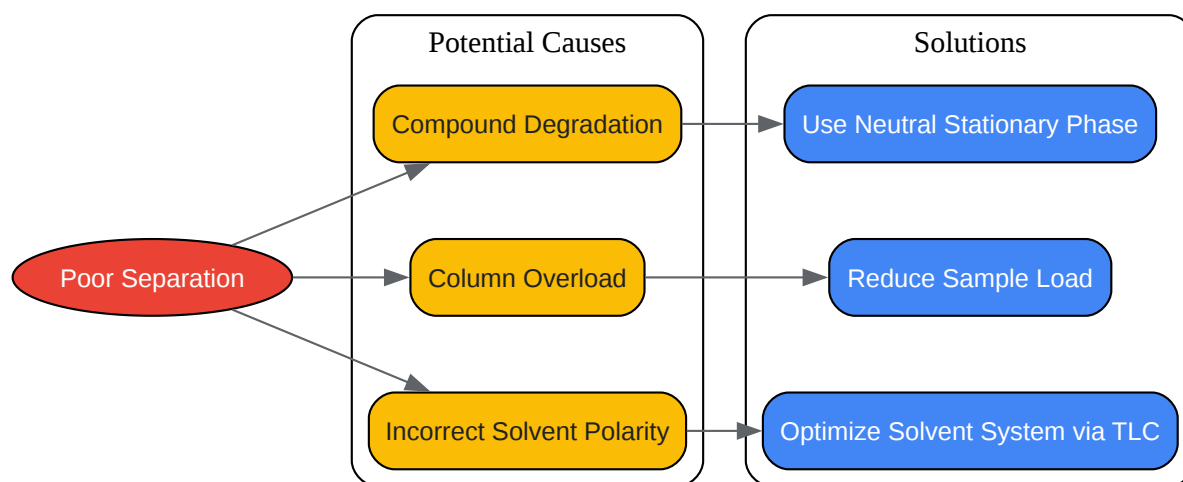 Potential Causes
Solutions
Compound Degradation
Use Neutral Stationary Phase
Poor Separation
Column Overload
Reduce Sample Load
Incorrect Solvent Polarity
Optimize Solvent System via TLC